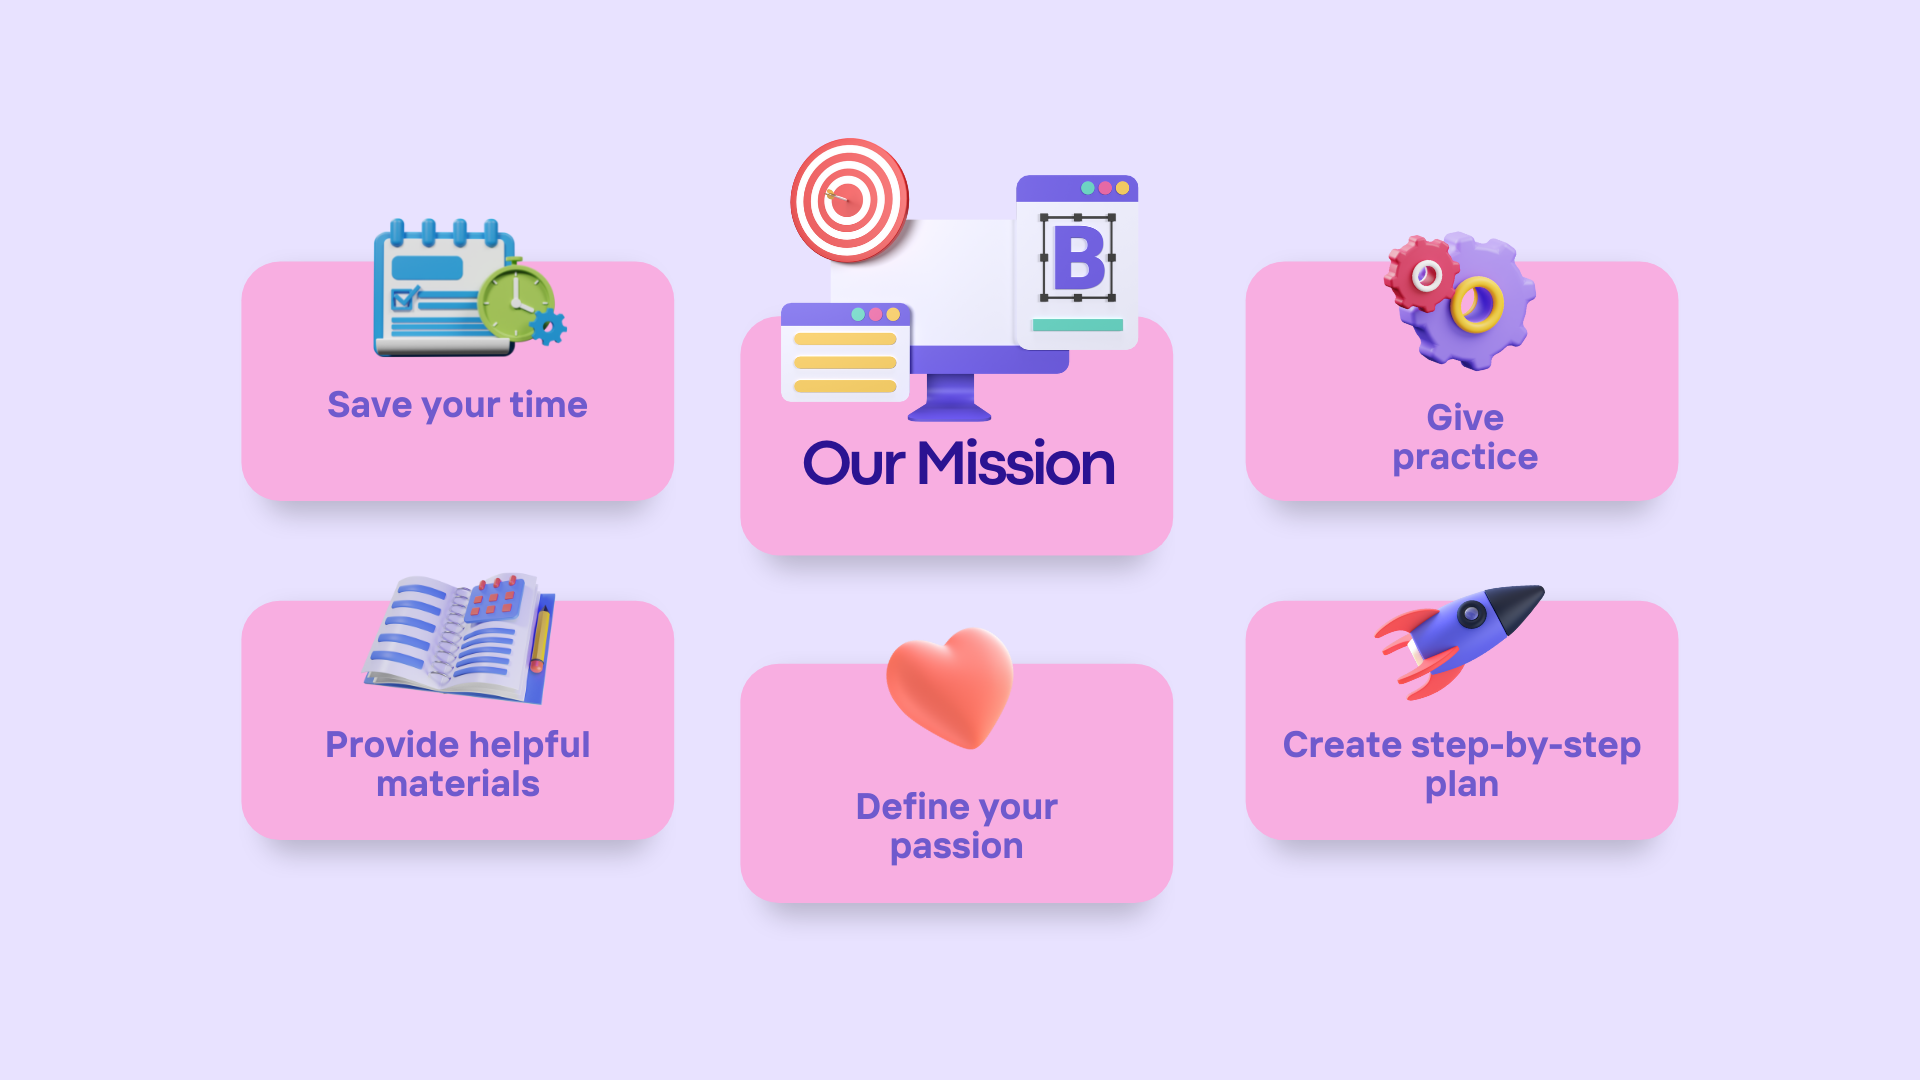 Save your time
B
Our Mission
Give
practice
Provide helpful
materials
Define your
passion
Create step-by-step
plan